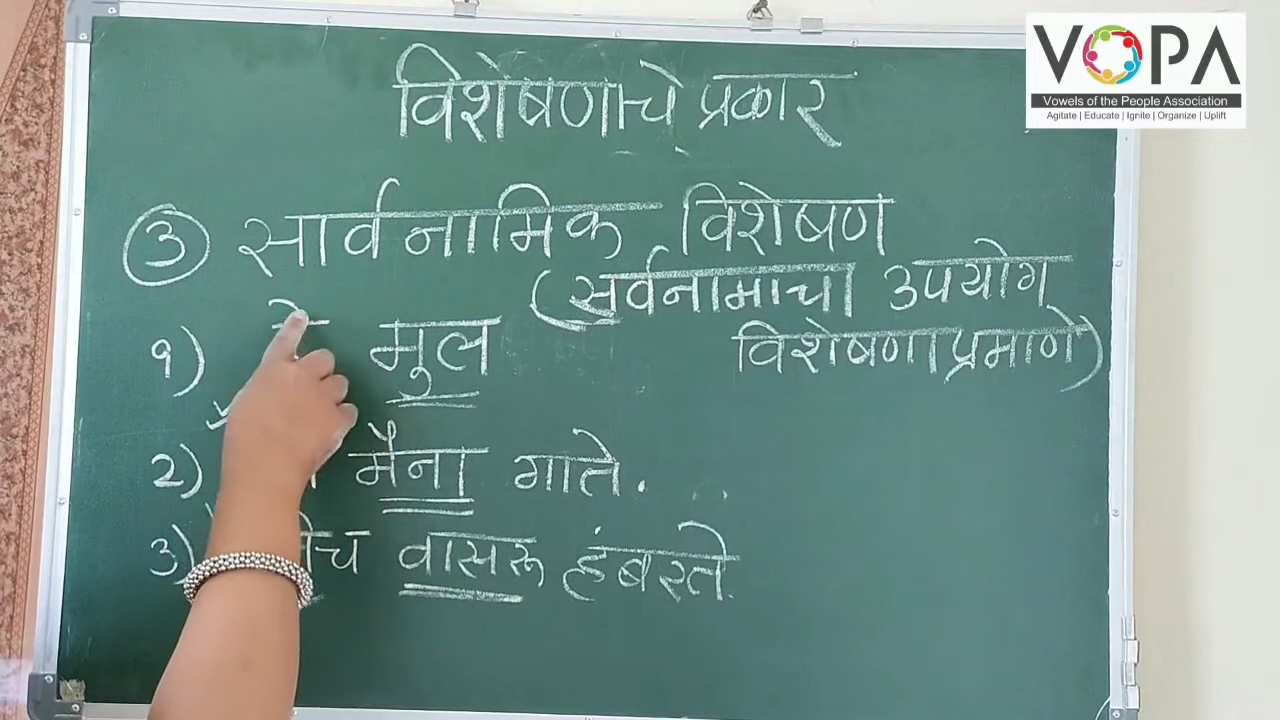 विशेषणाचे प्रकार
३ सार्वनामिक विशेषण
(सर्वनामाचा उपयोग
विशेषणाप्रमाणे)
१) मुल
२) मैना गाते.
३) वासरू हंबरते.
VOPA
Vowels of the People Association
Agitate | Educate | Ignite | Organize | Uplift